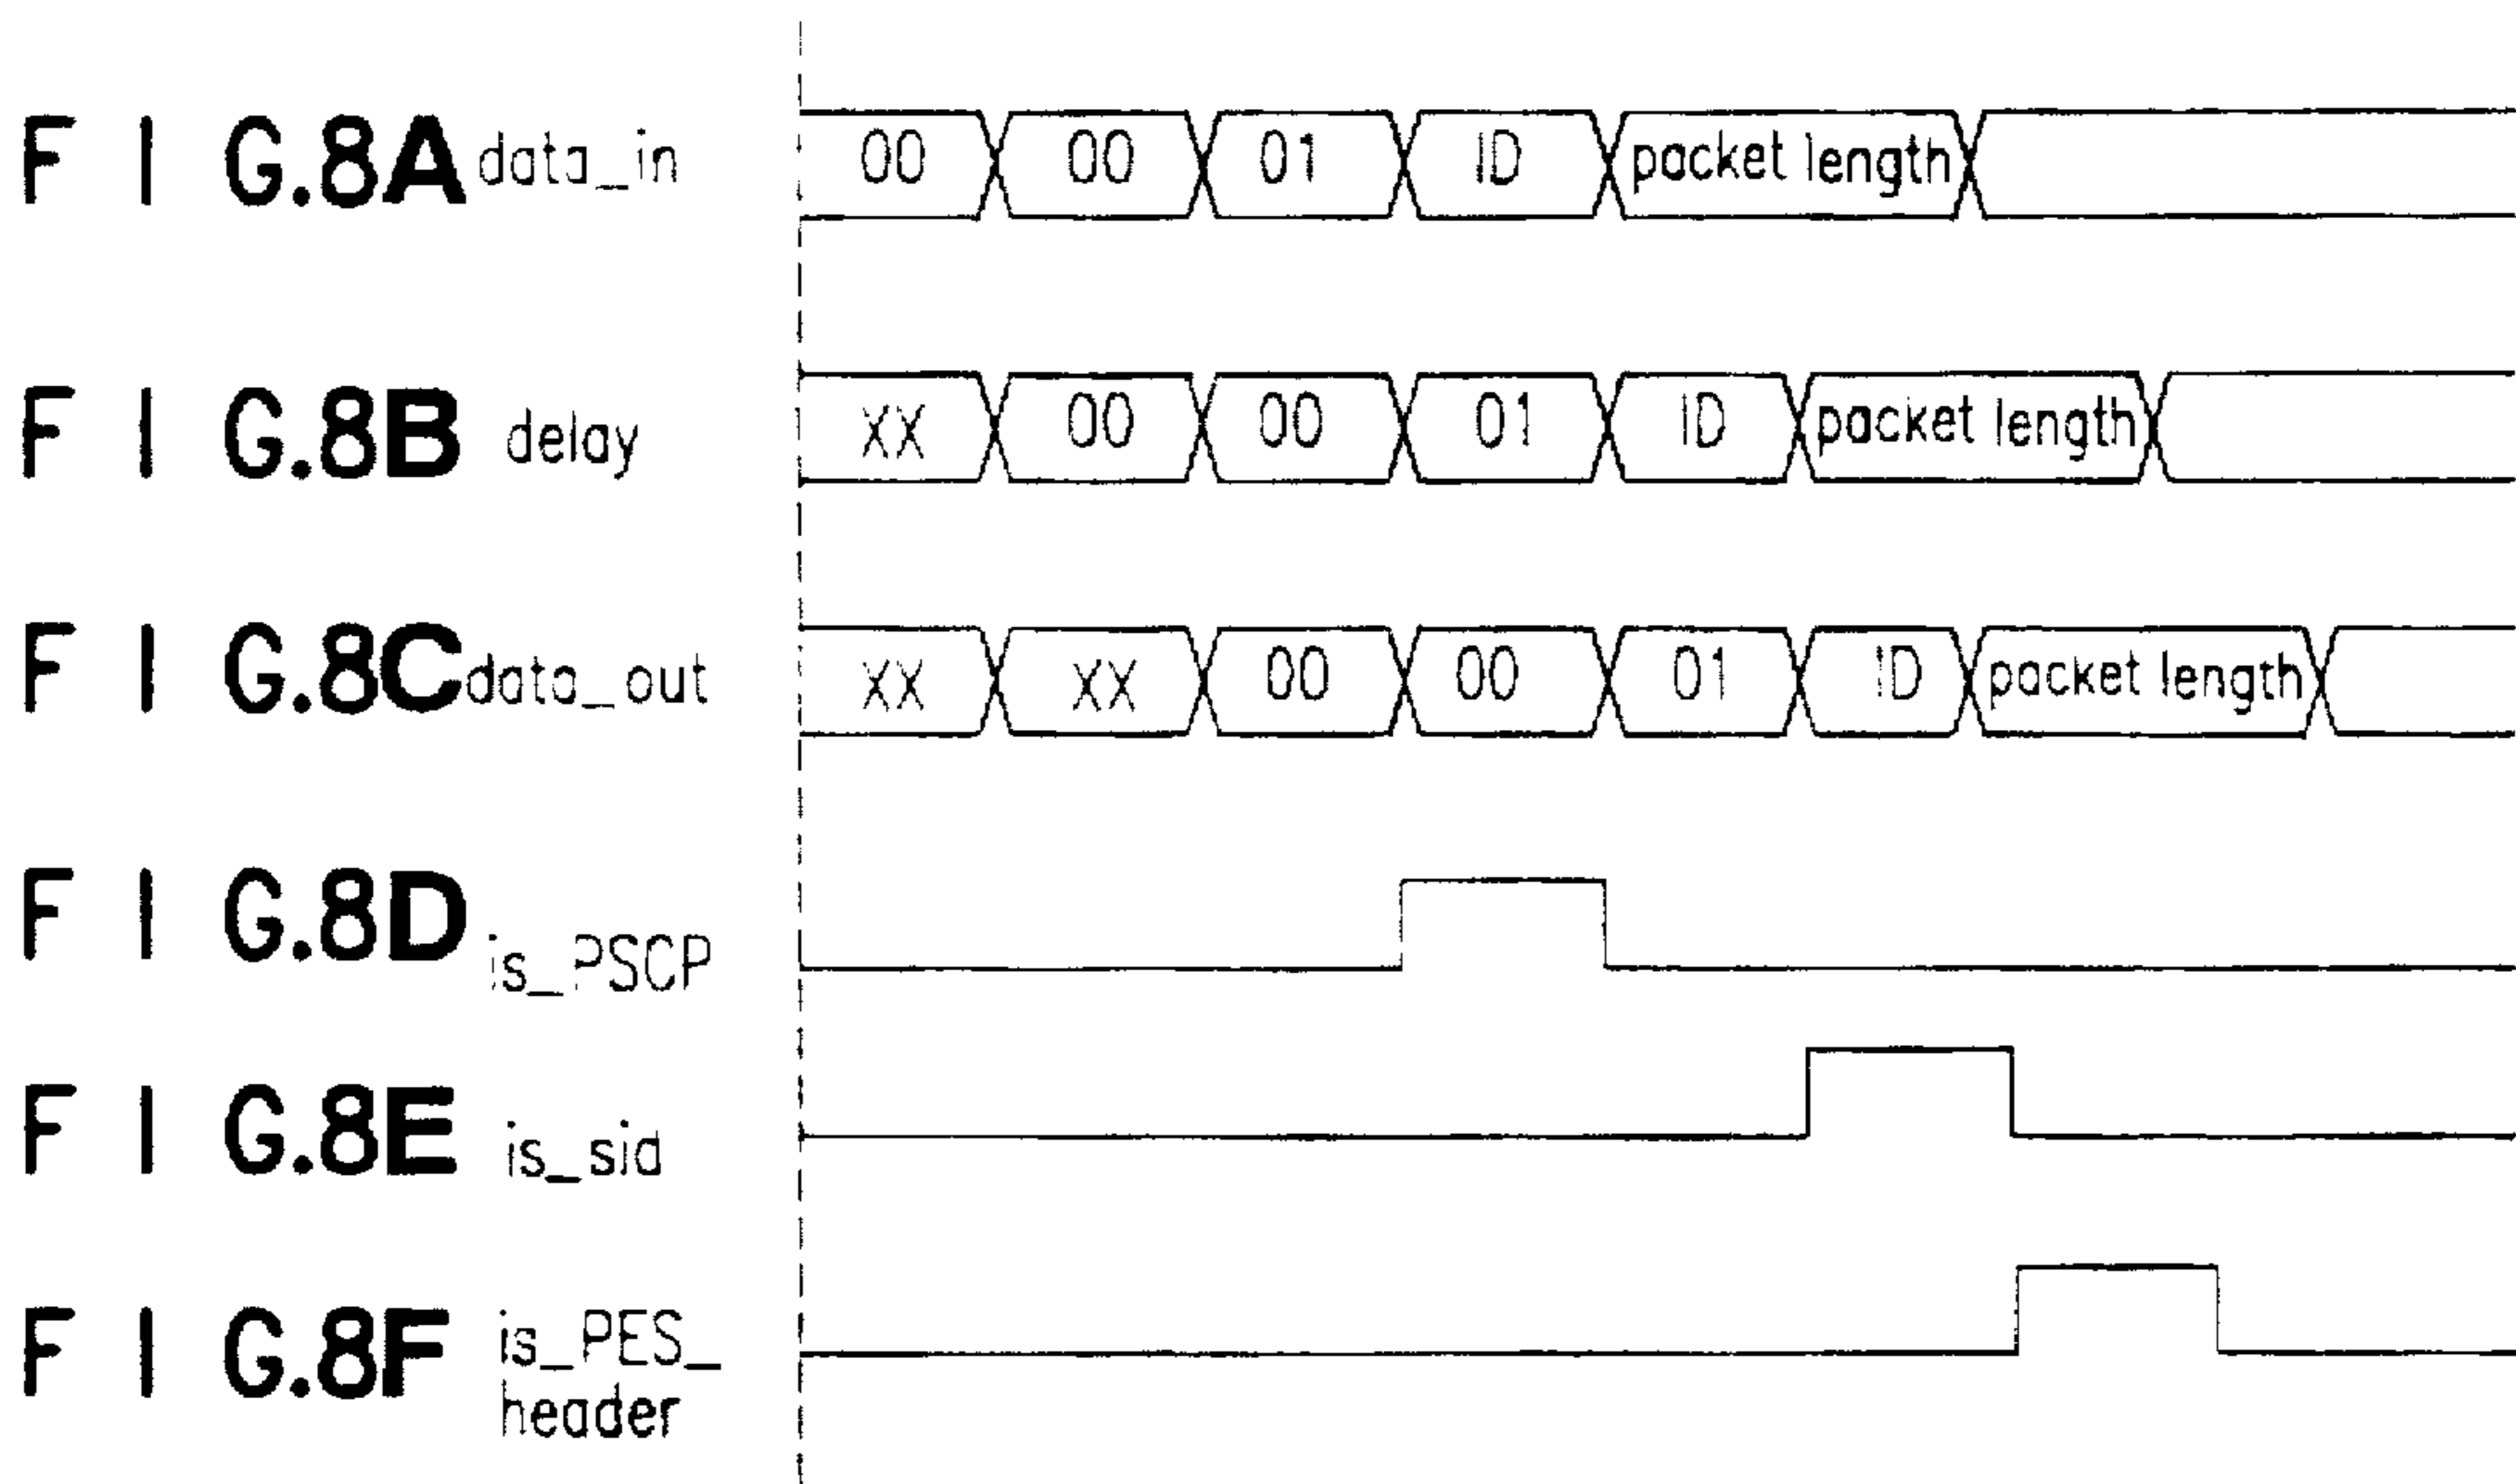 FIG.8A data_in 00 00 01 ID packet length
FIG.8B delay XX 00 00 01 ID packet length
FIG.8C data_out XX XX 00 00 01 ID packet length
FIG.8D is_PSCP
FIG.8E is_sid
FIG.8F is_PES_
header